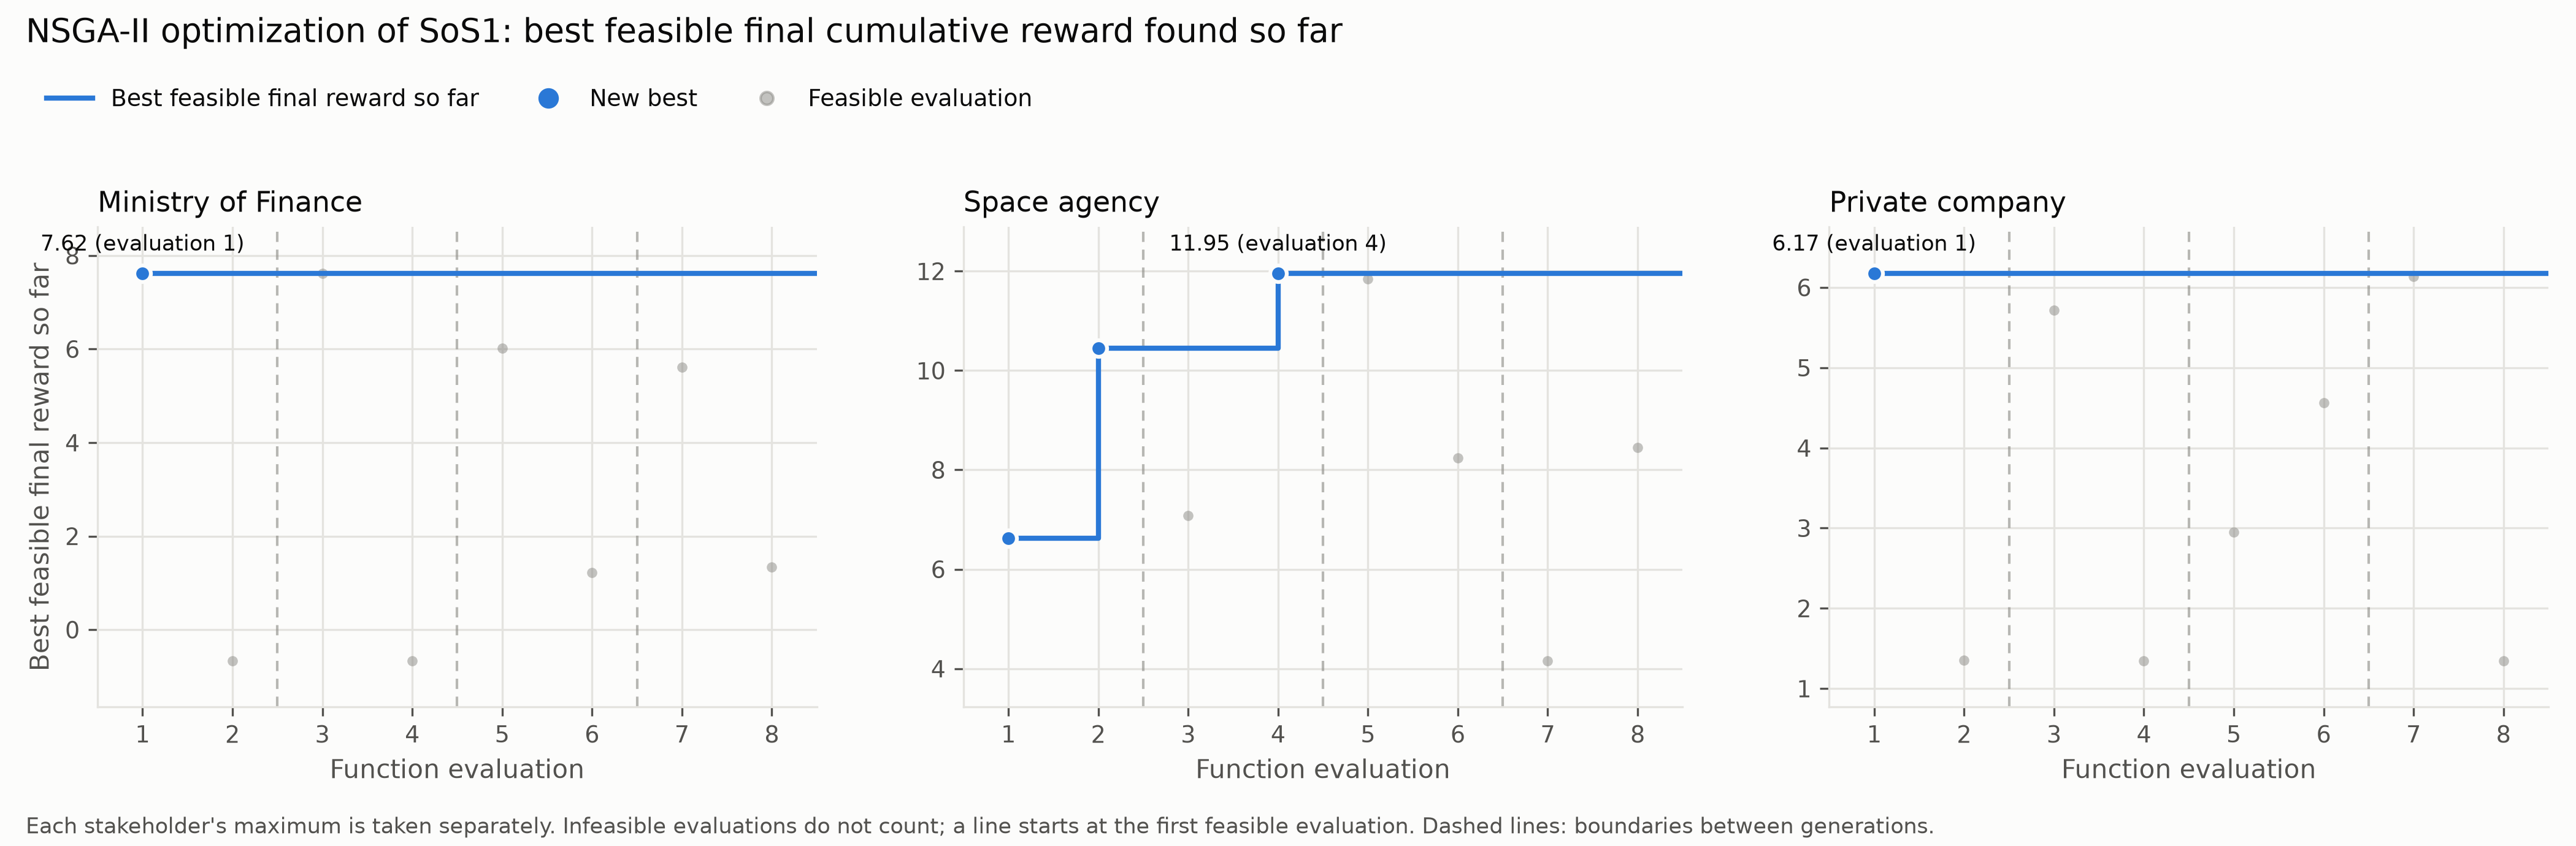 NSGA-II optimization of SoS1: best feasible final cumulative reward found so far
Best feasible final reward so far New best Feasible evaluation
Ministry of Finance
7.62 (evaluation 1)
Best feasible final reward so far
8
6
4
2
0
1 2 3 4 5 6 7 8
Function evaluation
Space agency
11.95 (evaluation 4)
12
10
8
6
4
1 2 3 4 5 6 7 8
Function evaluation
Private company
6.17 (evaluation 1)
6
5
4
3
2
1
1 2 3 4 5 6 7 8
Function evaluation
Each stakeholder's maximum is taken separately. Infeasible evaluations do not count; a line starts at the first feasible evaluation. Dashed lines: boundaries between generations.